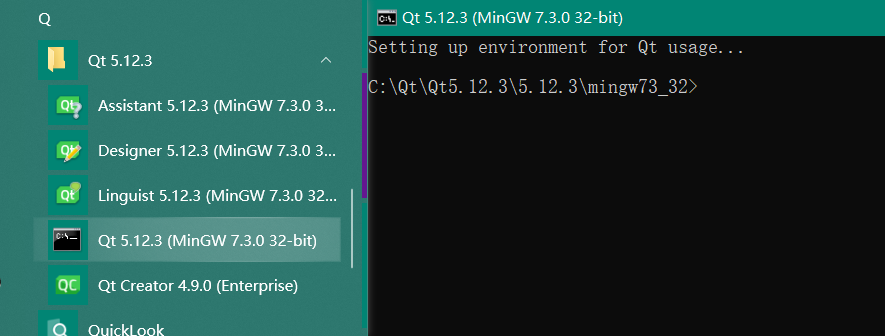 Q
Qt 5.12.3
Assistant 5.12.3 (MinGW 7.3.0 3...
Designer 5.12.3 (MinGW 7.3.0 3...
Linguist 5.12.3 (MinGW 7.3.0 32...
Qt 5.12.3 (MinGW 7.3.0 32-bit)
Qt Creator 4.9.0 (Enterprise)
QuickLook
Qt 5.12.3 (MinGW 7.3.0 32-bit)
Setting up environment for Qt usage...
C:\Qt\Qt5.12.3\5.12.3\mingw73_32>